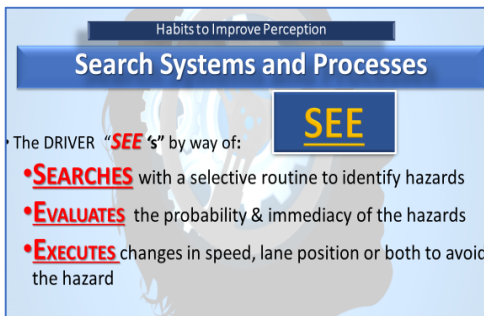 Habits to Improve Perception
Search Systems and Processes
SEE
• The DRIVER “SEE ‘s” by way of:
•SEARCHES with a selective routine to identify hazards
•EVALUATES the probability & immediacy of the hazards
•EXECUTES changes in speed, lane position or both to avoid
the hazard